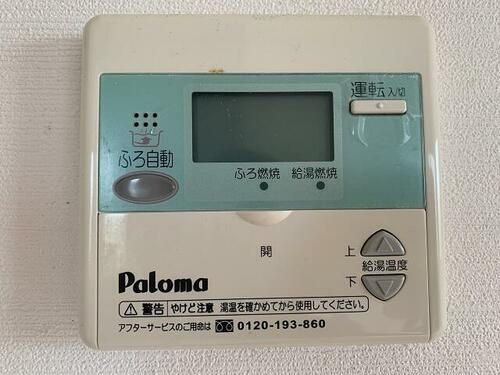 運転 入/切
ふろ自動
ふろ燃焼 給湯燃焼
開
上
給湯温度
下
Paloma
⚠警告 やけど注意 湯温を確かめてから使用してください。
アフターサービスのご用命は 0120-193-860